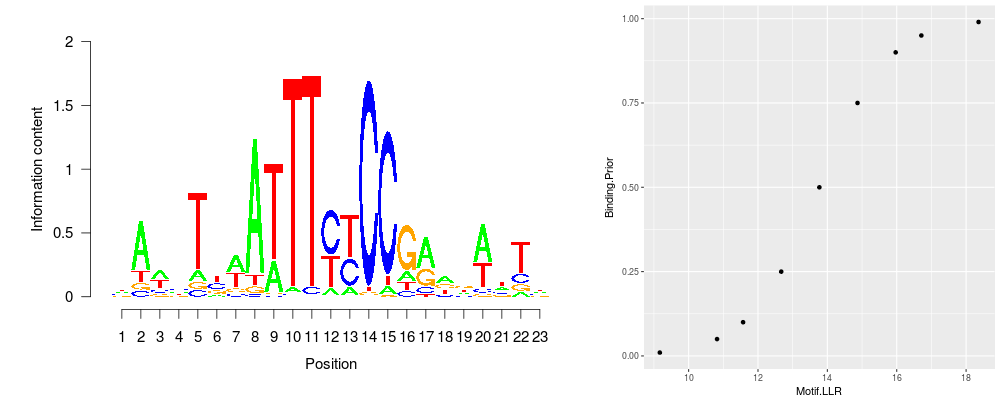 2
1.5
1
0.5
0
Information content
1 2 3 4 5 6 7 8 9 10 11 12 13 14 15 16 17 18 19 20 21 22 23
Position
A T A T A A T T T C T C C G A A T
1.00
0.75
0.50
0.25
0.00
Binding.Prior
10 12 14 16 18
Motif.LLR